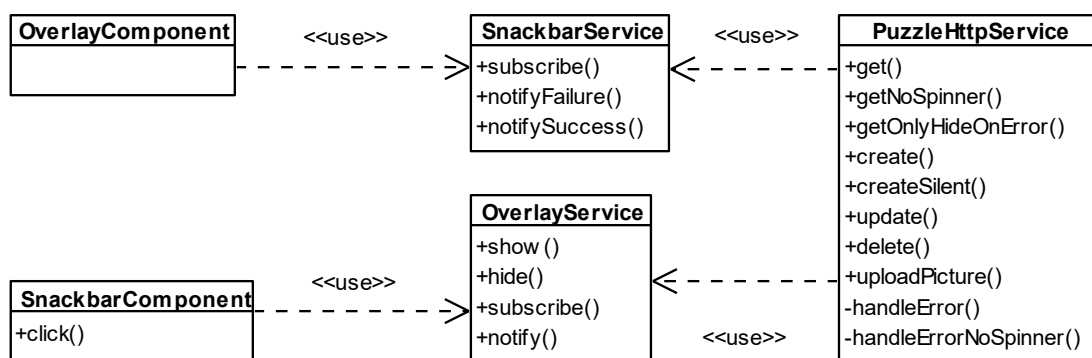 OverlayComponent
<<use>>
SnackbarService
+subscribe()
+notifyFailure()
+notifySuccess()
<<use>>
PuzzleHttpService
+get()
+getNoSpinner()
+getOnlyHideOnError()
+create()
+createSilent()
+update()
+delete()
+uploadPicture()
-handleError()
-handleErrorNoSpinner()
SnackbarComponent
+click()
<<use>>
OverlayService
+show()
+hide()
+subscribe()
+notify()
<<use>>